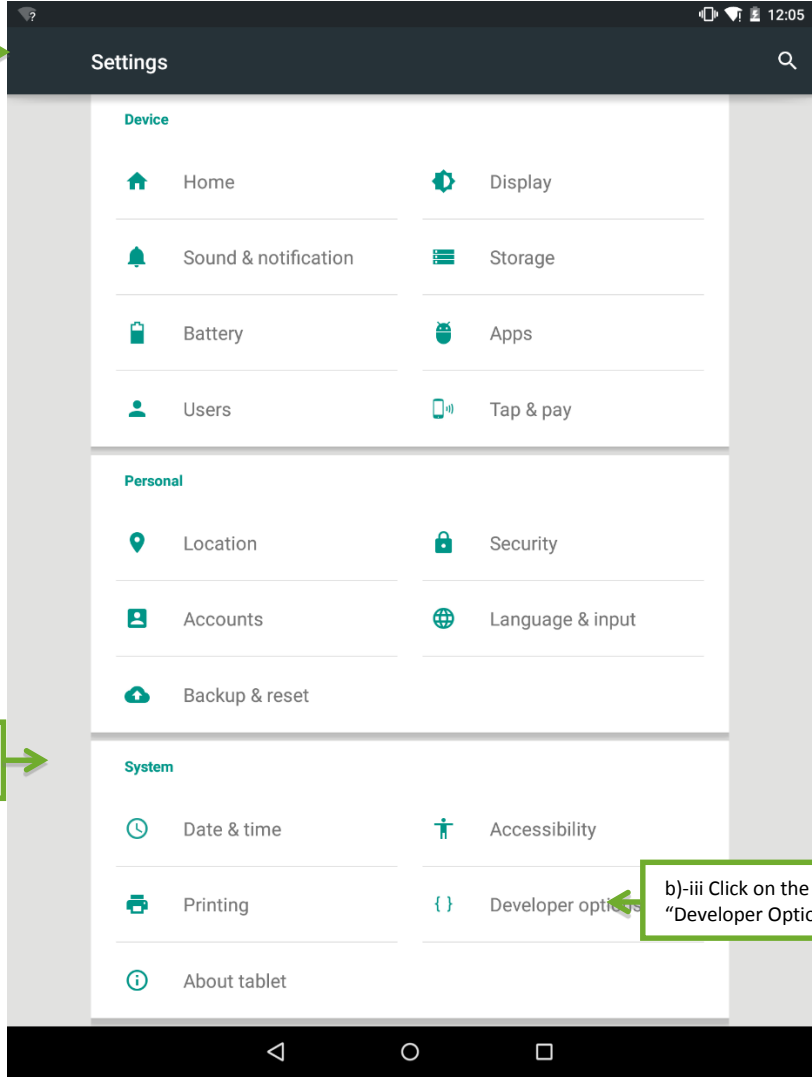 12:05
Settings
Device
Home
Display
Sound & notification
Storage
Battery
Apps
Users
Tap & pay
Personal
Location
Security
Accounts
Language & input
Backup & reset
System
Date & time
Accessibility
Printing
{ } Developer options
b)-iii Click on the
“Developer Optio
About tablet